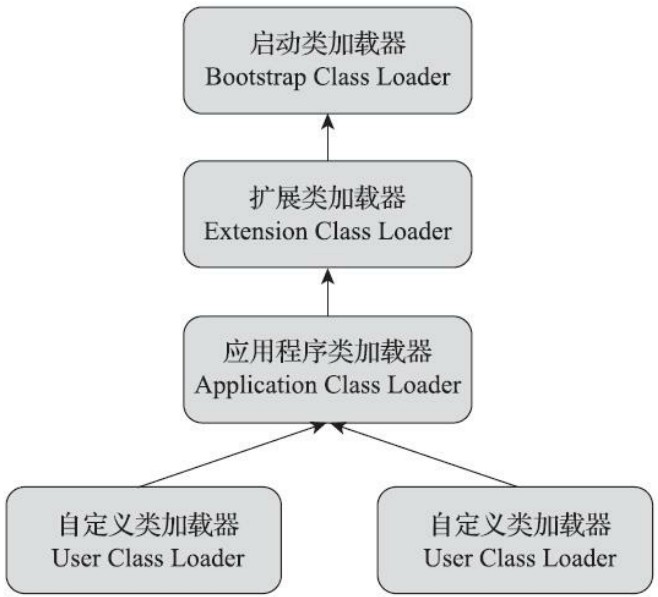 启动类加载器
Bootstrap Class Loader
扩展类加载器
Extension Class Loader
应用程序类加载器
Application Class Loader
自定义类加载器
User Class Loader
自定义类加载器
User Class Loader